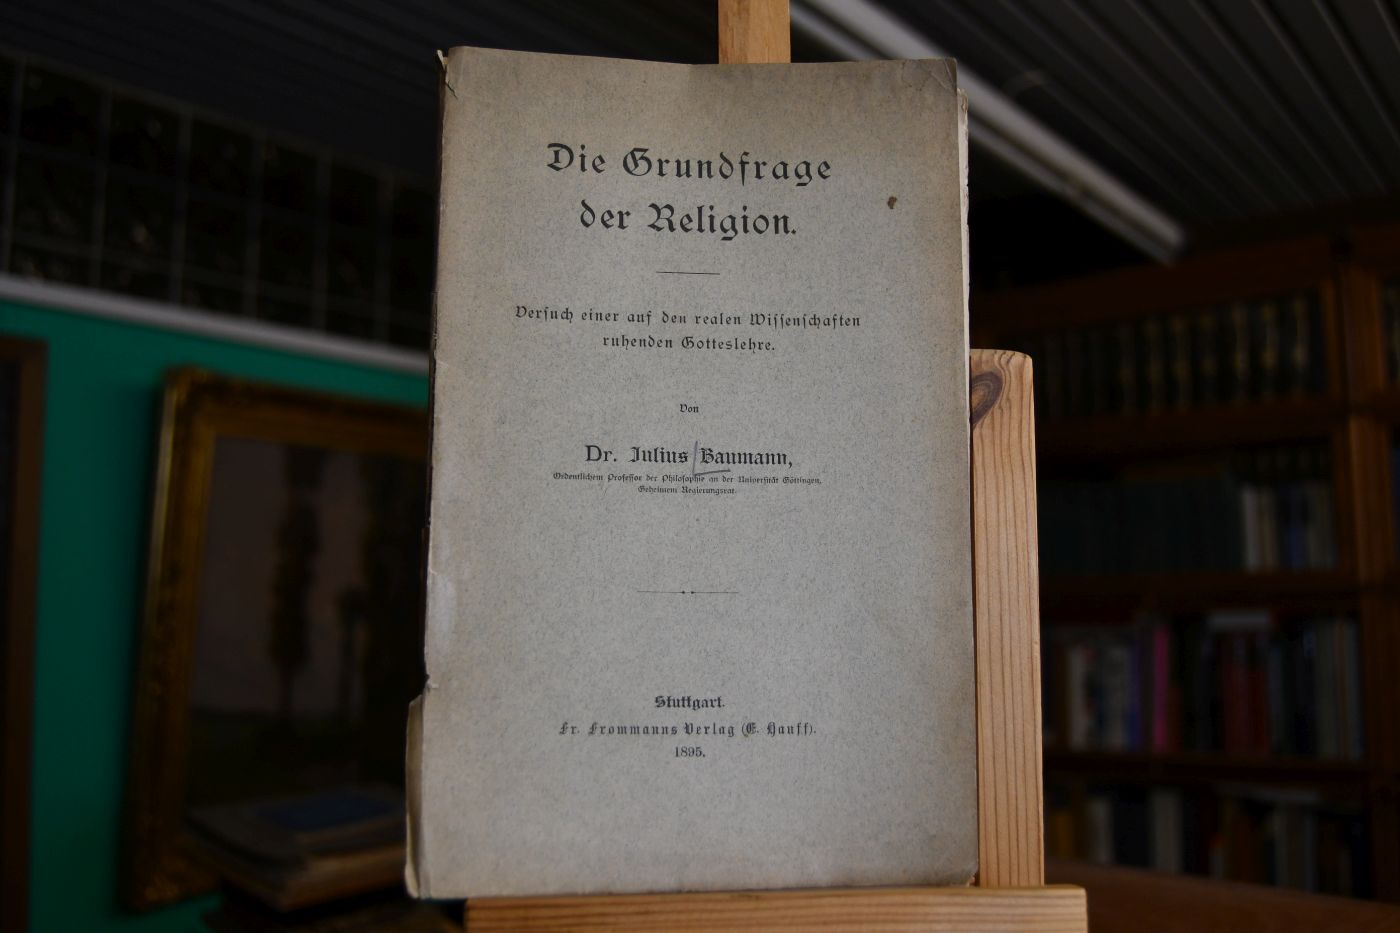 Die Grundfrage
der Religion.
Versuch einer auf den realen Wissenschaften
ruhenden Gotteslehre.
Von
Dr. Julius Baumann,
Ordentlichem Professor der Philosophie an der Universität Göttingen,
Geheimem Regierungsrat.
Stuttgart.
Fr. Frommanns Verlag (E. Hauff).
1895.